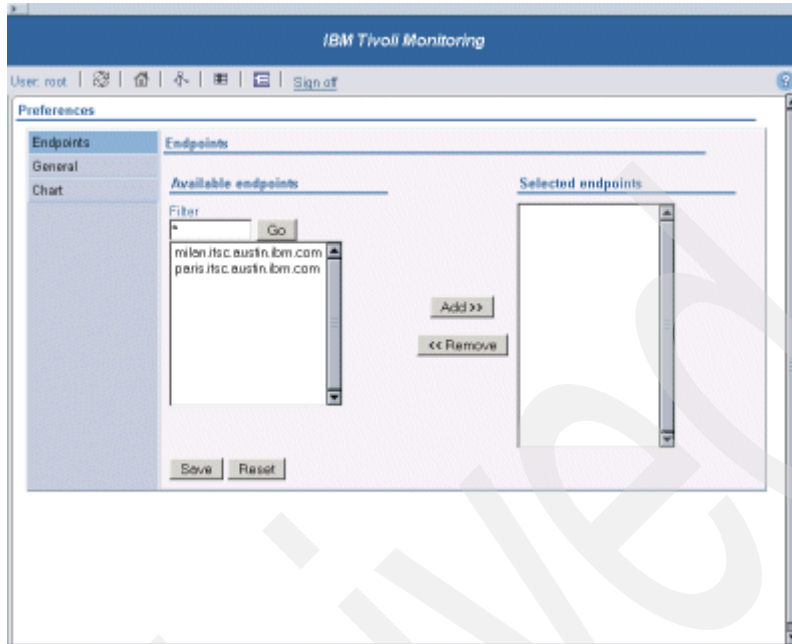 IBM Tivoli Monitoring
User: root | | | | | | Sign off ?
Preferences
Endpoints
General
Chart
Endpoints
Available endpoints
Filter
* Go
milan.itsc.austin.ibm.com
paris.itsc.austin.ibm.com
Add >>
<< Remove
Selected endpoints
Save Reset